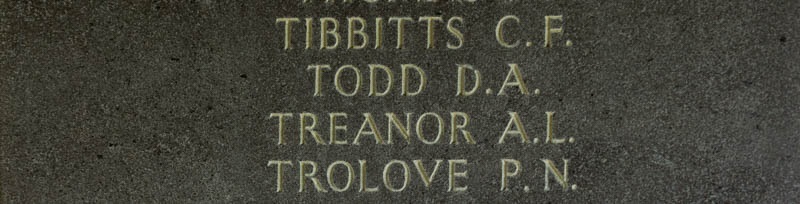 TIBBITTS C.F.
TODD D.A.
TREANOR A.L.
TROLOVE P.N.